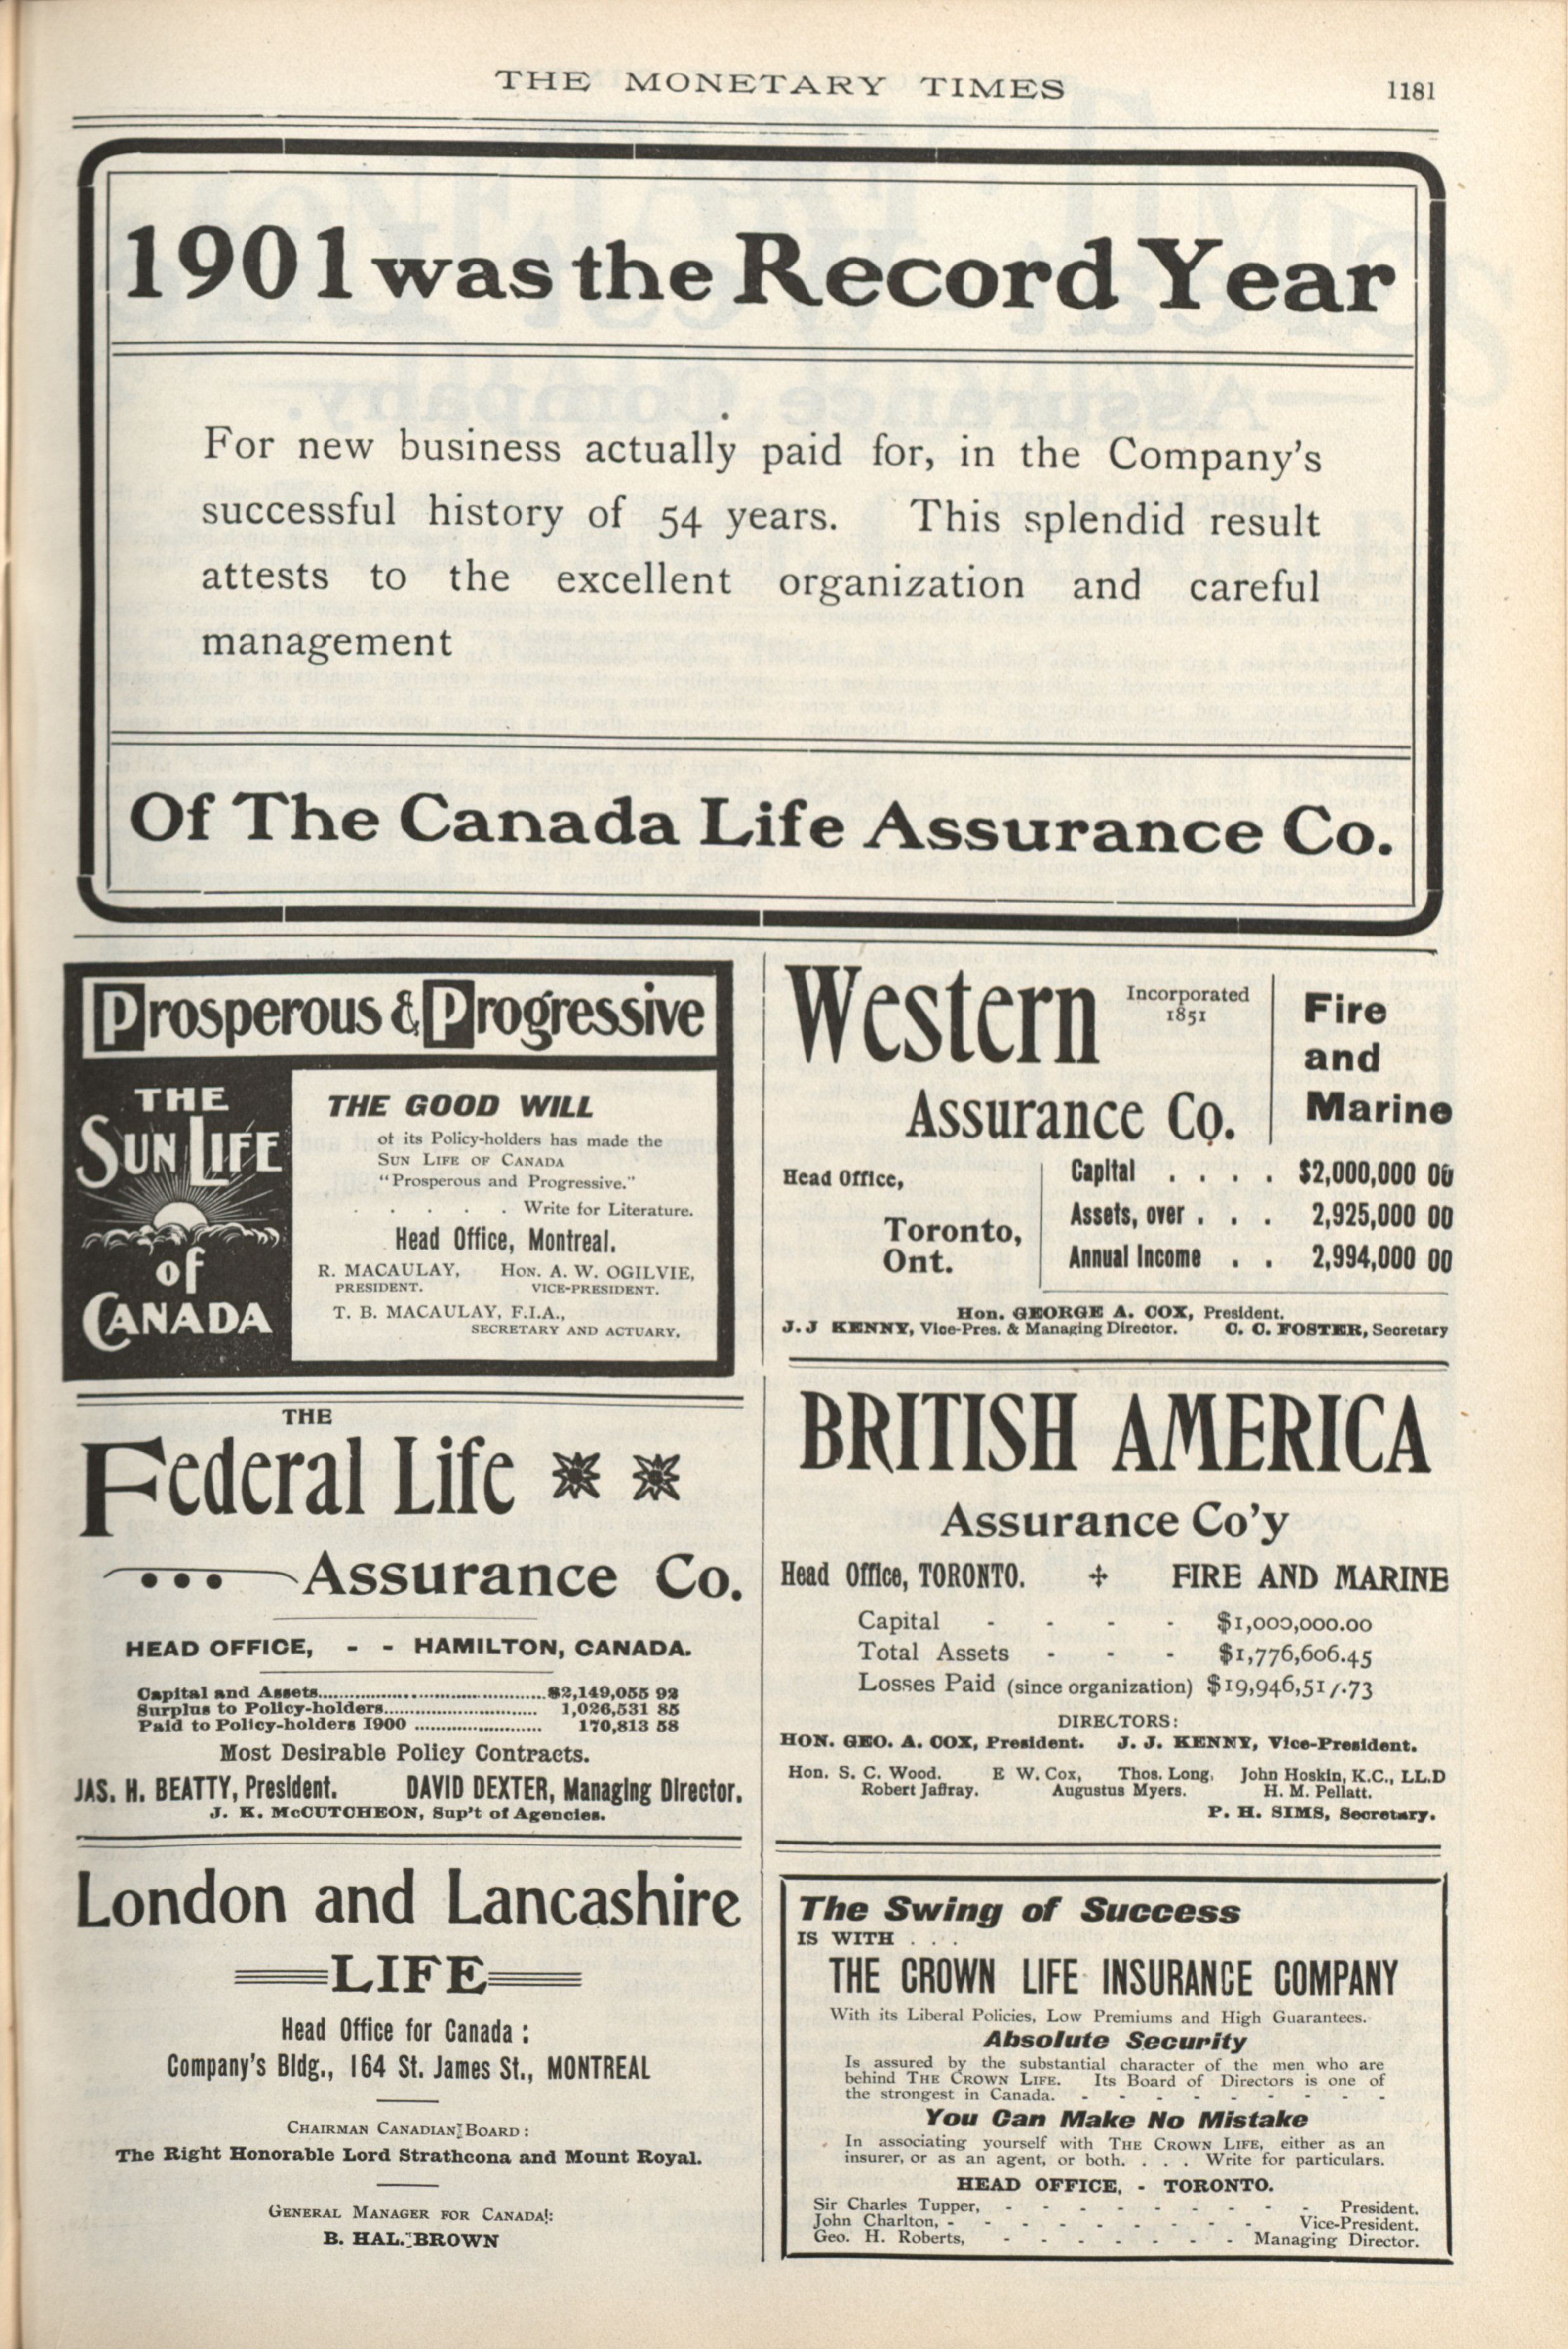 THE MONETARY TIMES 1181
1901 was the Record Year
For new business actually paid for, in the Company's
successful history of 54 years. This splendid result
attests to the excellent organization and careful
management
Of The Canada Life Assurance Co.
Prosperous & Progressive
THE
SUN LIFE
of
CANADA
THE GOOD WILL
of its Policy-holders has made the
SUN LIFE OF CANADA
"Prosperous and Progressive."
. . . . . Write for Literature.
Head Office, Montreal.
R. MACAULAY, HON. A. W. OGILVIE,
PRESIDENT. VICE-PRESIDENT.
T. B. MACAULAY, F.I.A.,
SECRETARY AND ACTUARY.
THE
Federal Life
... Assurance Co.
HEAD OFFICE, - - HAMILTON, CANADA.
Capital and Assets.......................................... $2,149,055 92
Surplus to Policy-holders............................ 1,026,531 85
Paid to Policy-holders 1900 ....................... 170,813 58
Most Desirable Policy Contracts.
JAS. H. BEATTY, President. DAVID DEXTER, Managing Director.
J. K. McCUTCHEON, Sup't of Agencies.
London and Lancashire
LIFE
Head Office for Canada :
Company's Bldg., 164 St. James St., MONTREAL
CHAIRMAN CANADIAN BOARD :
The Right Honorable Lord Strathcona and Mount Royal.
GENERAL MANAGER FOR CANADA:
B. HAL. BROWN
Western
Incorporated
1851
Assurance Co.
Fire
and
Marine
Head Office,
Toronto,
Ont.
Capital . . . . $2,000,000 00
Assets, over . . . 2,925,000 00
Annual Income . . 2,994,000 00
Hon. GEORGE A. COX, President.
J. J KENNY, Vice-Pres. & Managing Director. C. C. FOSTER, Secretary
BRITISH AMERICA
Assurance Co'y
Head Office, TORONTO. ✢ FIRE AND MARINE
Capital - - - - $1,000,000.00
Total Assets - - - $1,776,606.45
Losses Paid (since organization) $19,946,517.73
DIRECTORS:
HON. GEO. A. COX, President. J. J. KENNY, Vice-President.
Hon. S. C. Wood. E W. Cox, Thos. Long, John Hoskin, K.C., LL.D
Robert Jaffray. Augustus Myers. H. M. Pellatt.
P. H. SIMS, Secretary.
The Swing of Success
IS WITH . . .
THE CROWN LIFE INSURANCE COMPANY
With its Liberal Policies, Low Premiums and High Guarantees.
Absolute Security
Is assured by the substantial character of the men who are
behind THE CROWN LIFE. Its Board of Directors is one of
the strongest in Canada. - - - - - - - - -
You Can Make No Mistake
In associating yourself with THE CROWN LIFE, either as an
insurer, or as an agent, or both. . . . Write for particulars.
HEAD OFFICE, - TORONTO.
Sir Charles Tupper, - - - - - - - - - President.
John Charlton, - - - - - - - - - Vice-President.
Geo. H. Roberts, - - - - - - - Managing Director.